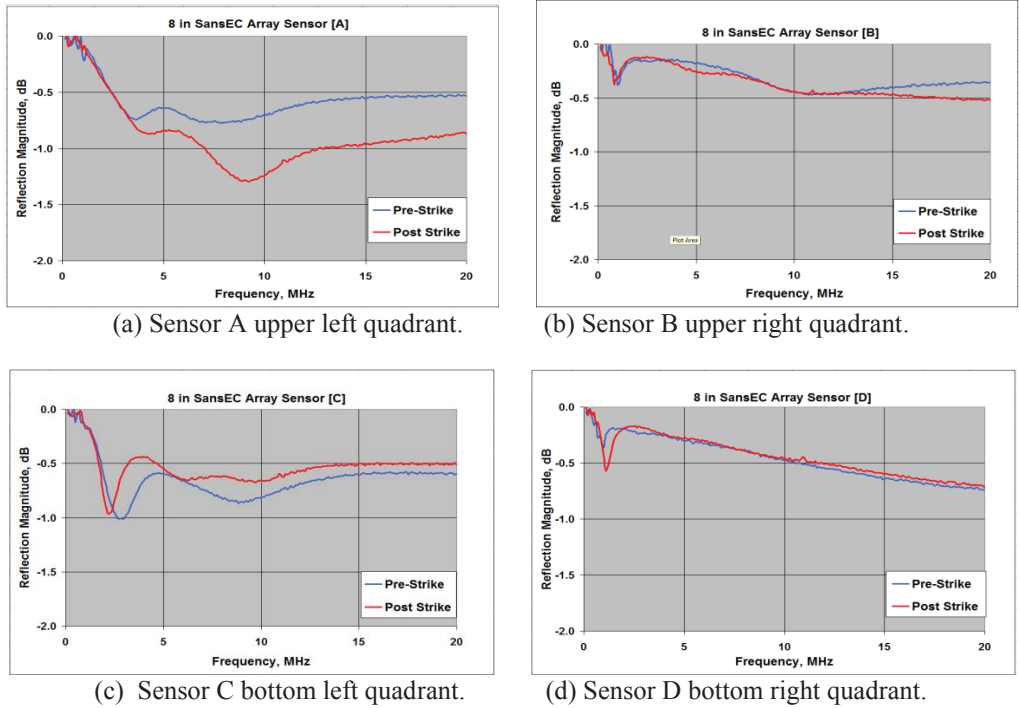 8 in SansEC Array Sensor [A]
Reflection Magnitude, dB
0.0
-0.5
-1.0
-1.5
-2.0
Pre-Strike
Post Strike
0 5 10 15 20
Frequency, MHz
(a) Sensor A upper left quadrant.
8 in SansEC Array Sensor [B]
Reflection Magnitude, dB
0.0
-0.5
-1.0
-1.5
-2.0
Pre-Strike
Post Strike
Plot Area
0 5 10 15 20
Frequency, MHz
(b) Sensor B upper right quadrant.
8 in SansEC Array Sensor [C]
Reflection Magnitude, dB
0.0
-0.5
-1.0
-1.5
-2.0
Pre-Strike
Post Strike
0 5 10 15 20
Frequency, MHz
(c) Sensor C bottom left quadrant.
8 in SansEC Array Sensor [D]
Reflection Magnitude, dB
0.0
-0.5
-1.0
-1.5
-2.0
Pre-Strike
Post Strike
0 5 10 15 20
Frequency, MHz
(d) Sensor D bottom right quadrant.